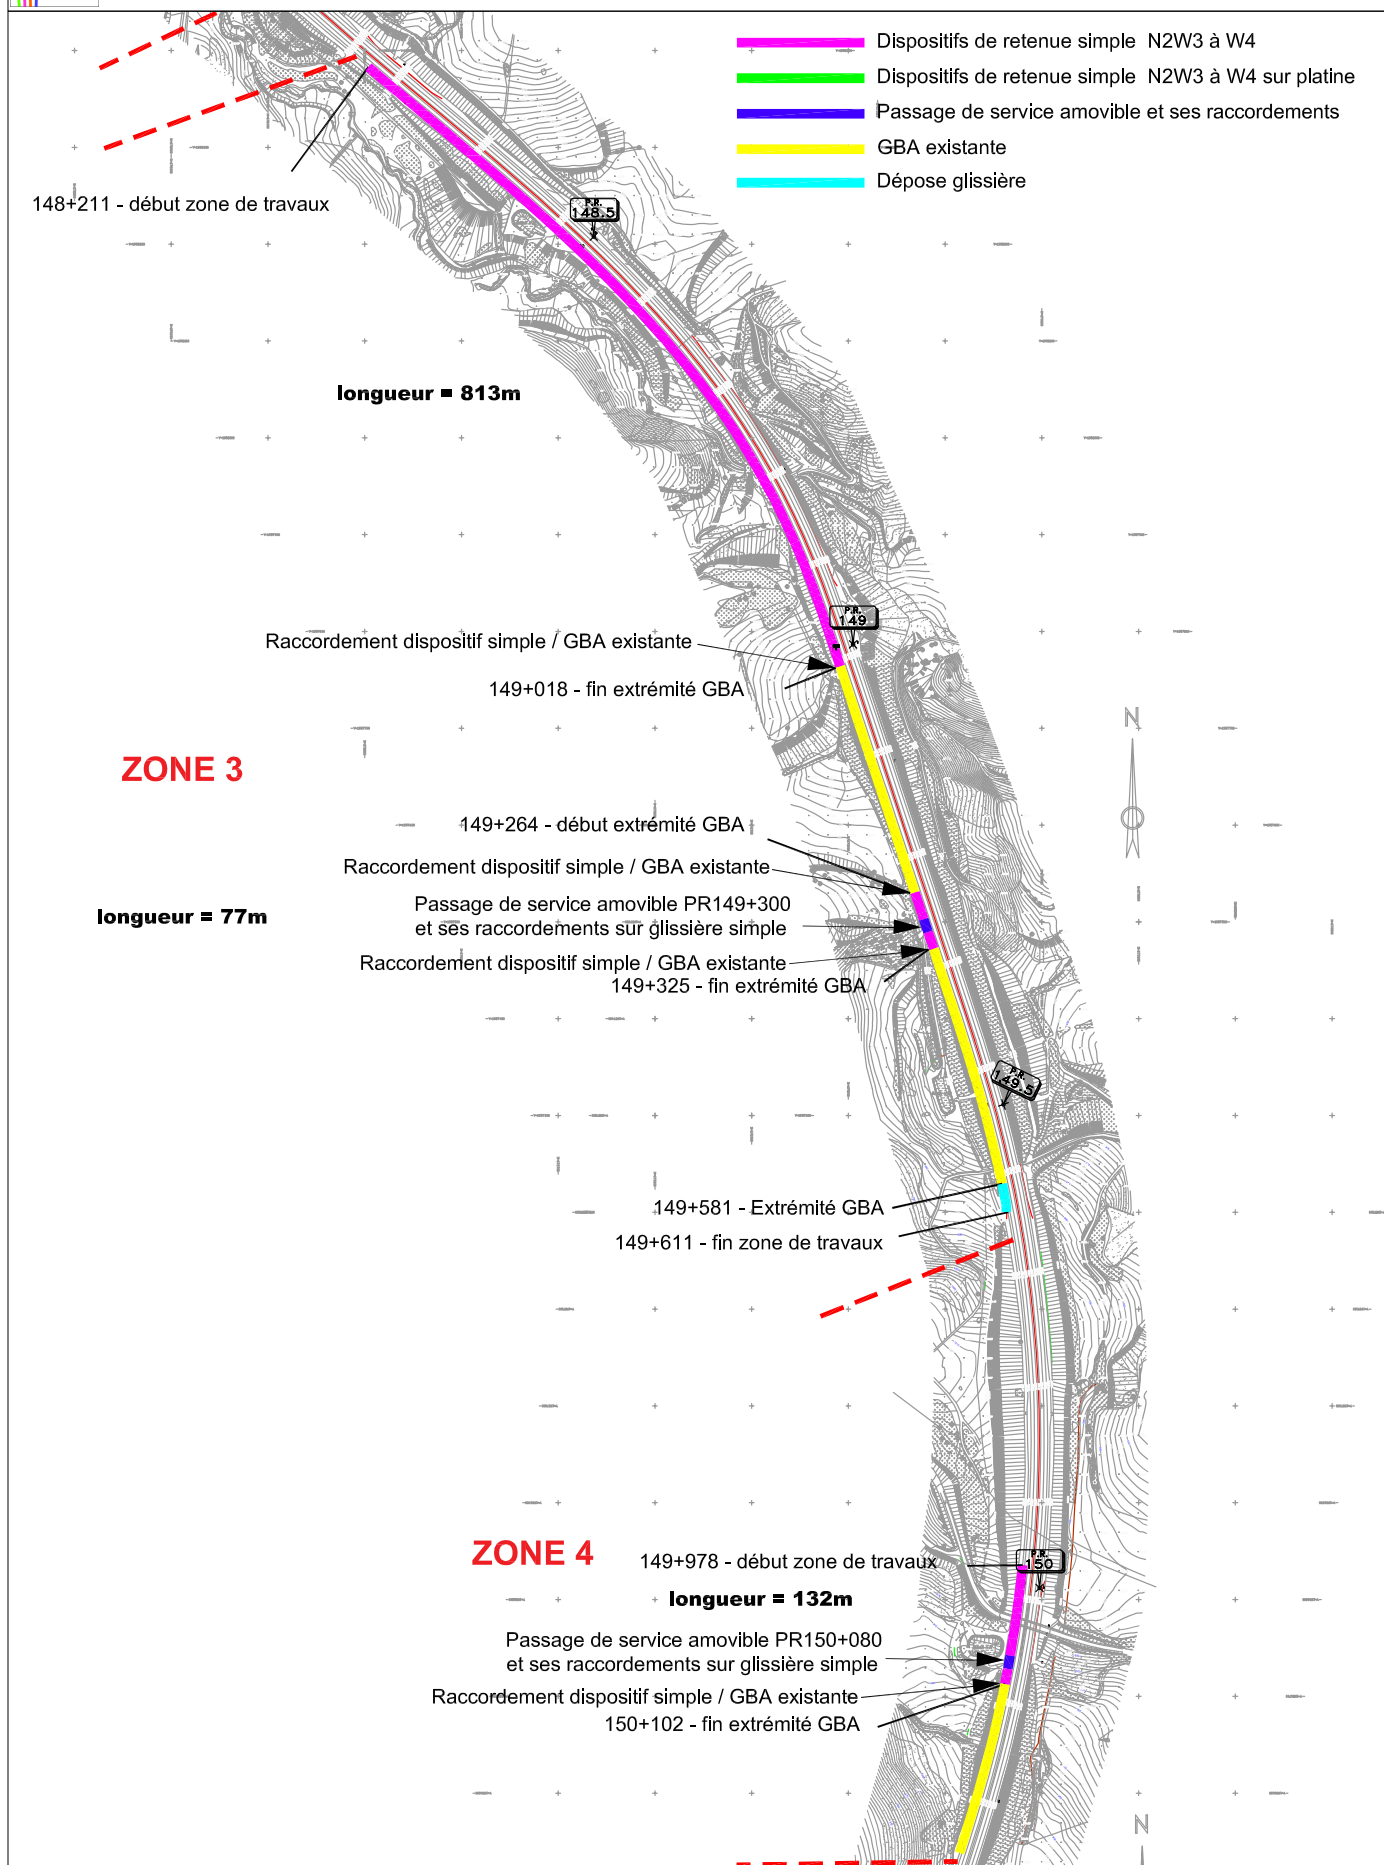 Dispositifs de retenue simple N2W3 à W4
Dispositifs de retenue simple N2W3 à W4 sur platine
Passage de service amovible et ses raccordements
GBA existante
Dépose glissière
148+211 - début zone de travaux
P.R.
148.5
longueur = 813m
P.R.
149
Raccordement dispositif simple / GBA existante
149+018 - fin extrémité GBA
N
ZONE 3
149+264 - début extrémité GBA
Raccordement dispositif simple / GBA existante
Passage de service amovible PR149+300
et ses raccordements sur glissière simple
longueur = 77m
Raccordement dispositif simple / GBA existante
149+325 - fin extrémité GBA
P.R.
149.5
149+581 - Extrémité GBA
149+611 - fin zone de travaux
ZONE 4
149+978 - début zone de travaux
P.R.
150
longueur = 132m
Passage de service amovible PR150+080
et ses raccordements sur glissière simple
Raccordement dispositif simple / GBA existante
150+102 - fin extrémité GBA
N